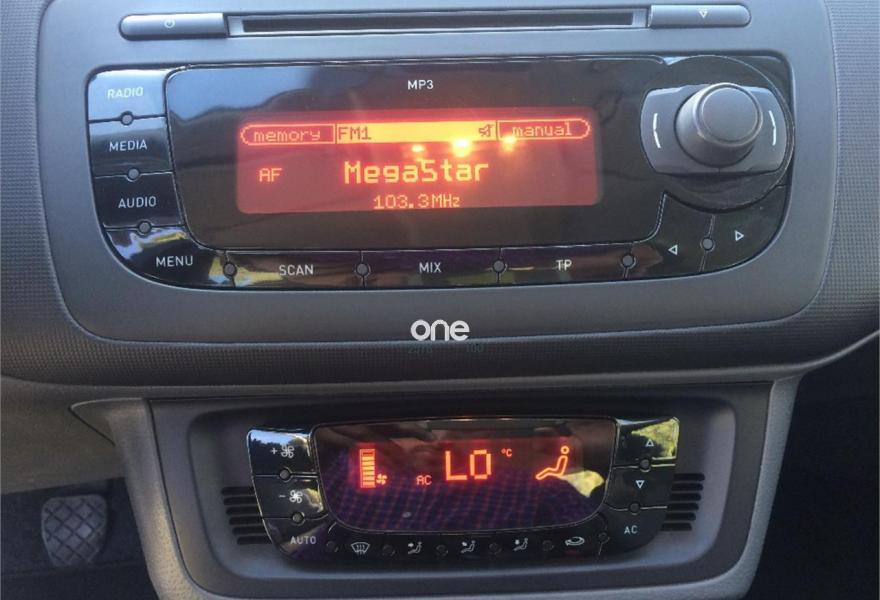 MP3
RADIO
memory FM1 manual
MEDIA
AF MegaStar
AUDIO
103.3MHz
MENU SCAN MIX TP
one
+
AC LO °C
-
AUTO AC